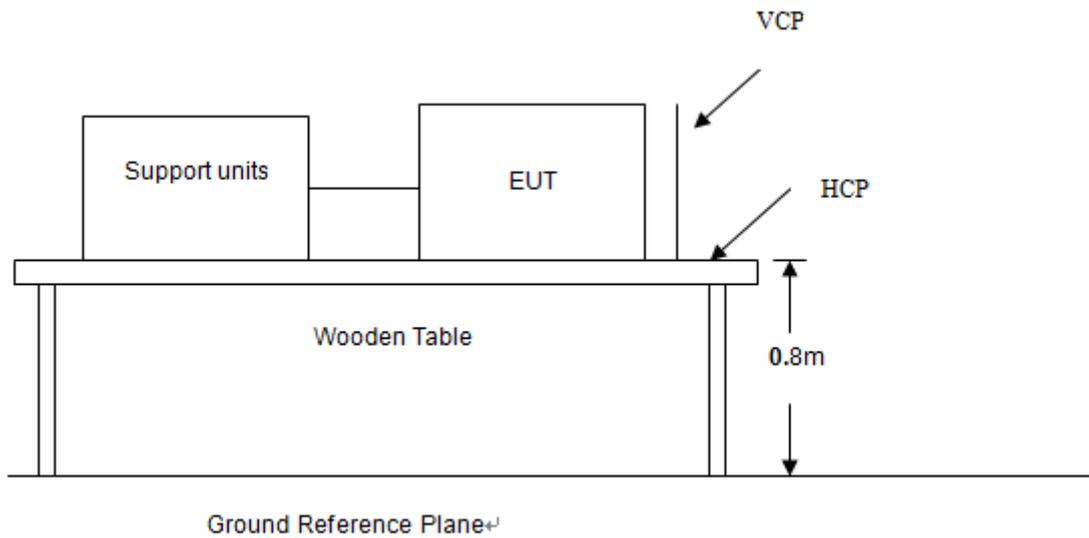 VCP
Support units
EUT
HCP
Wooden Table
0.8m
Ground Reference Plane↵